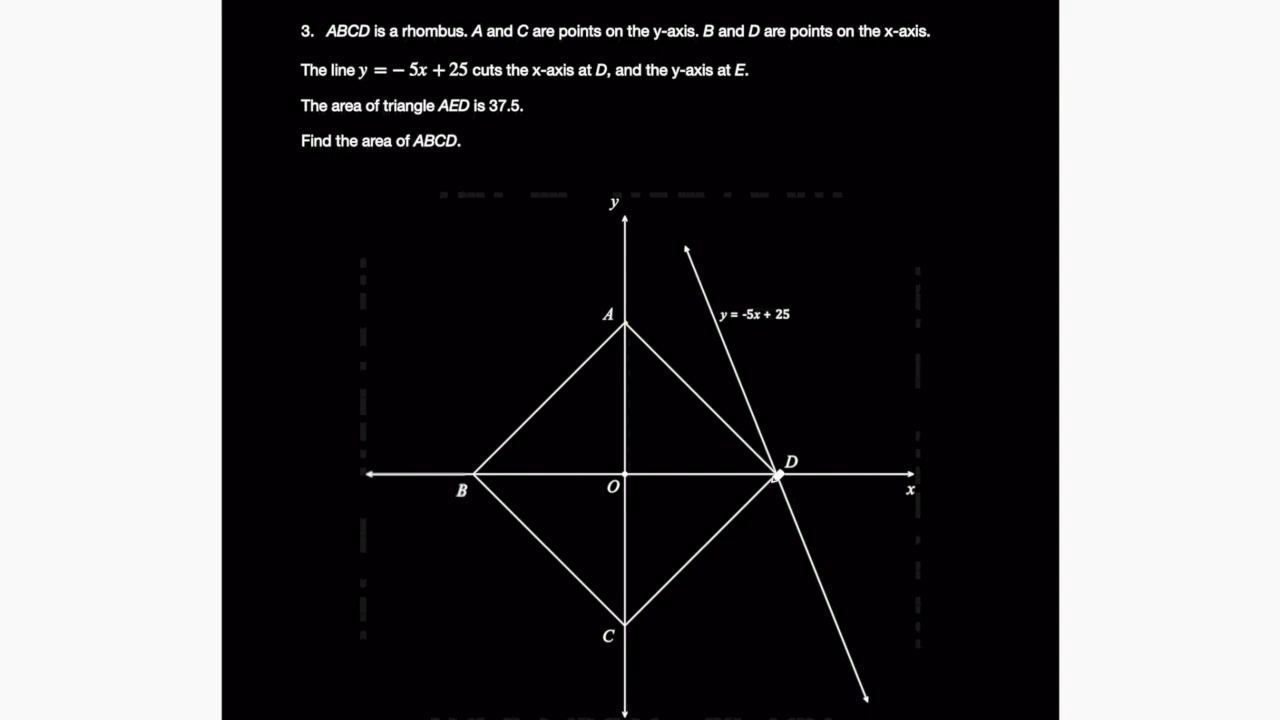 3. ABCD is a rhombus. A and C are points on the y-axis. B and D are points on the x-axis.
The line y = − 5x + 25 cuts the x-axis at D, and the y-axis at E.
The area of triangle AED is 37.5.
Find the area of ABCD.
y
A
y = -5x + 25
D
B
O
x
C